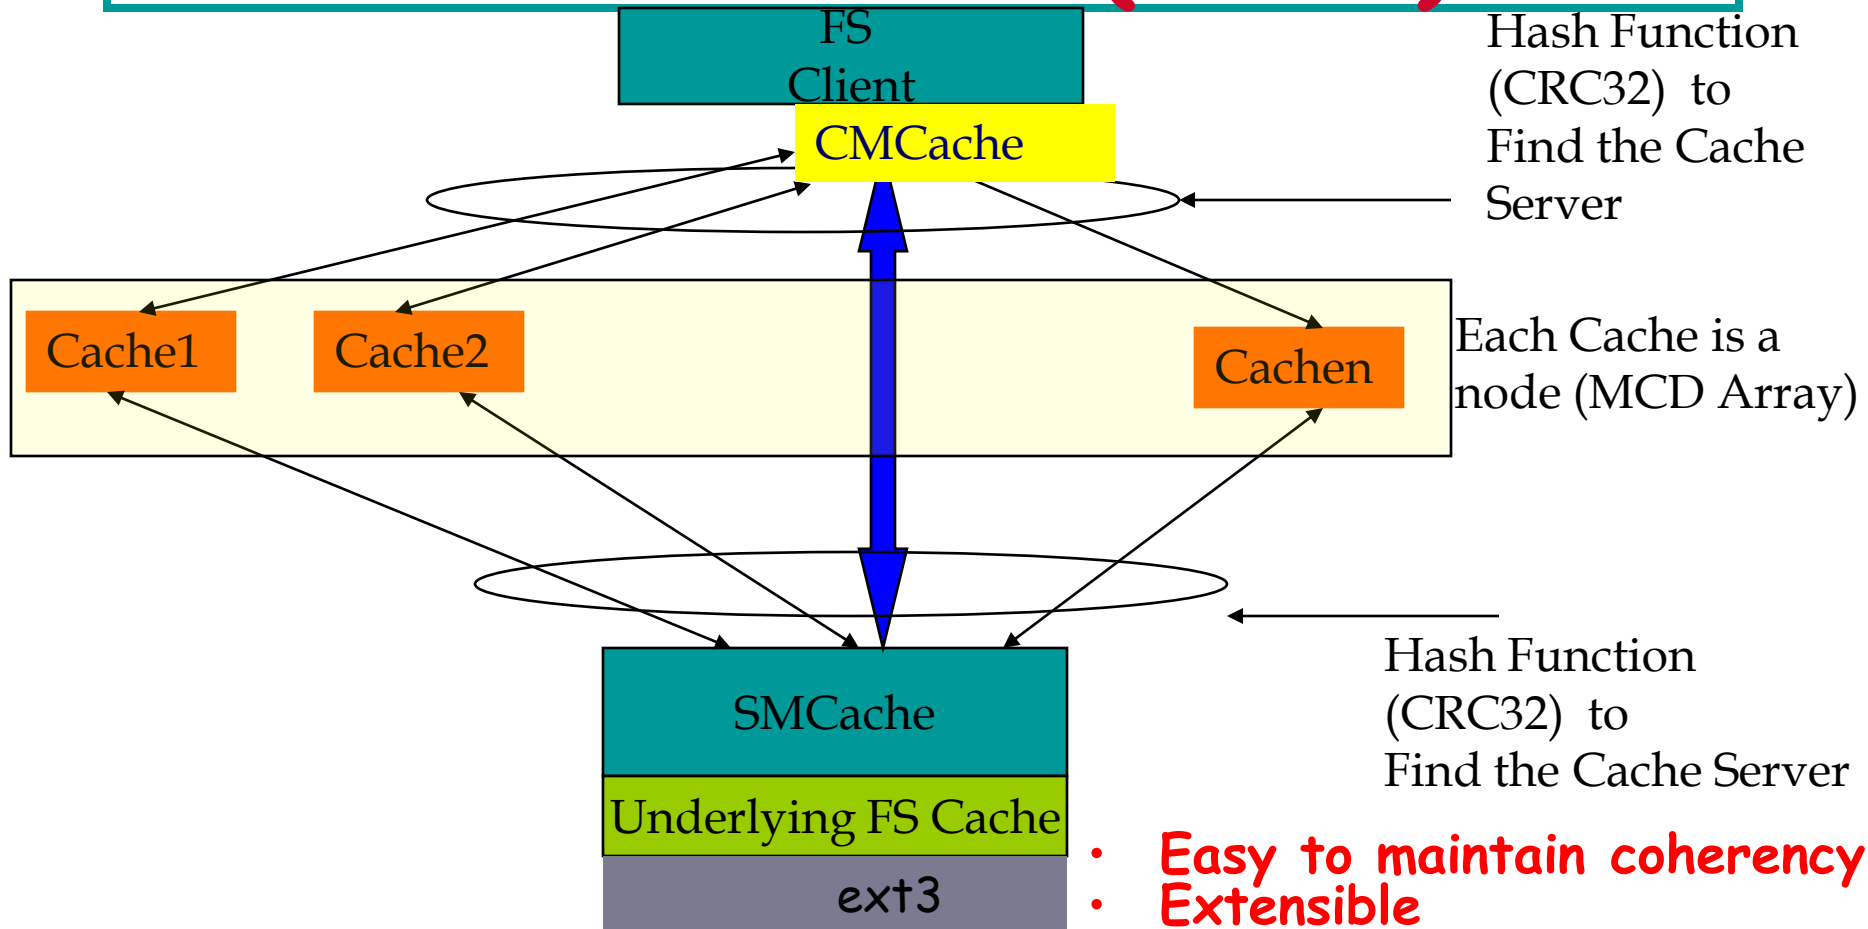 FS
Client
CMCache
Hash Function
(CRC32) to
Find the Cache
Server
Cache1
Cache2
Cachen
Each Cache is a
node (MCD Array)
SMCache
Hash Function
(CRC32) to
Find the Cache Server
Underlying FS Cache
ext3
• Easy to maintain coherency
• Extensible